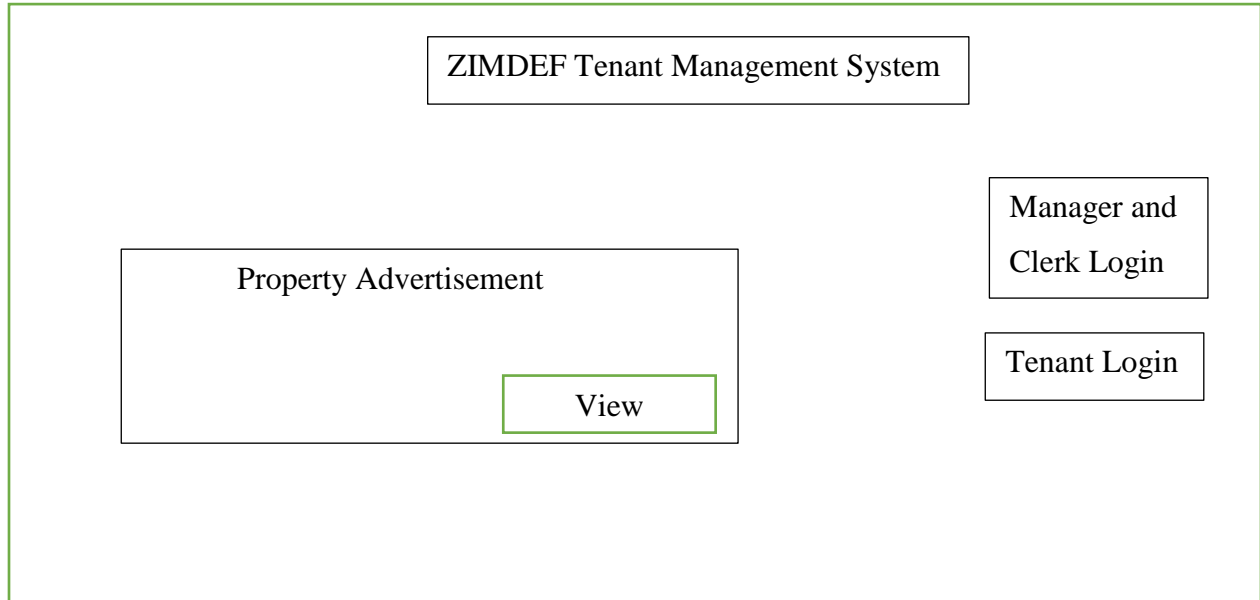 ZIMDEF Tenant Management System
Manager and
Clerk Login
Property Advertisement
Tenant Login
View